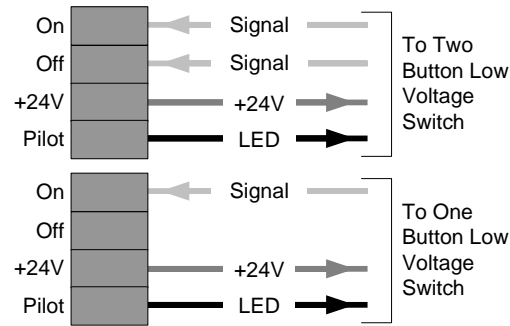 On Signal
Off Signal
+24V +24V
Pilot LED
To Two
Button Low
Voltage
Switch
On Signal
Off
+24V +24V
Pilot LED
To One
Button Low
Voltage
Switch